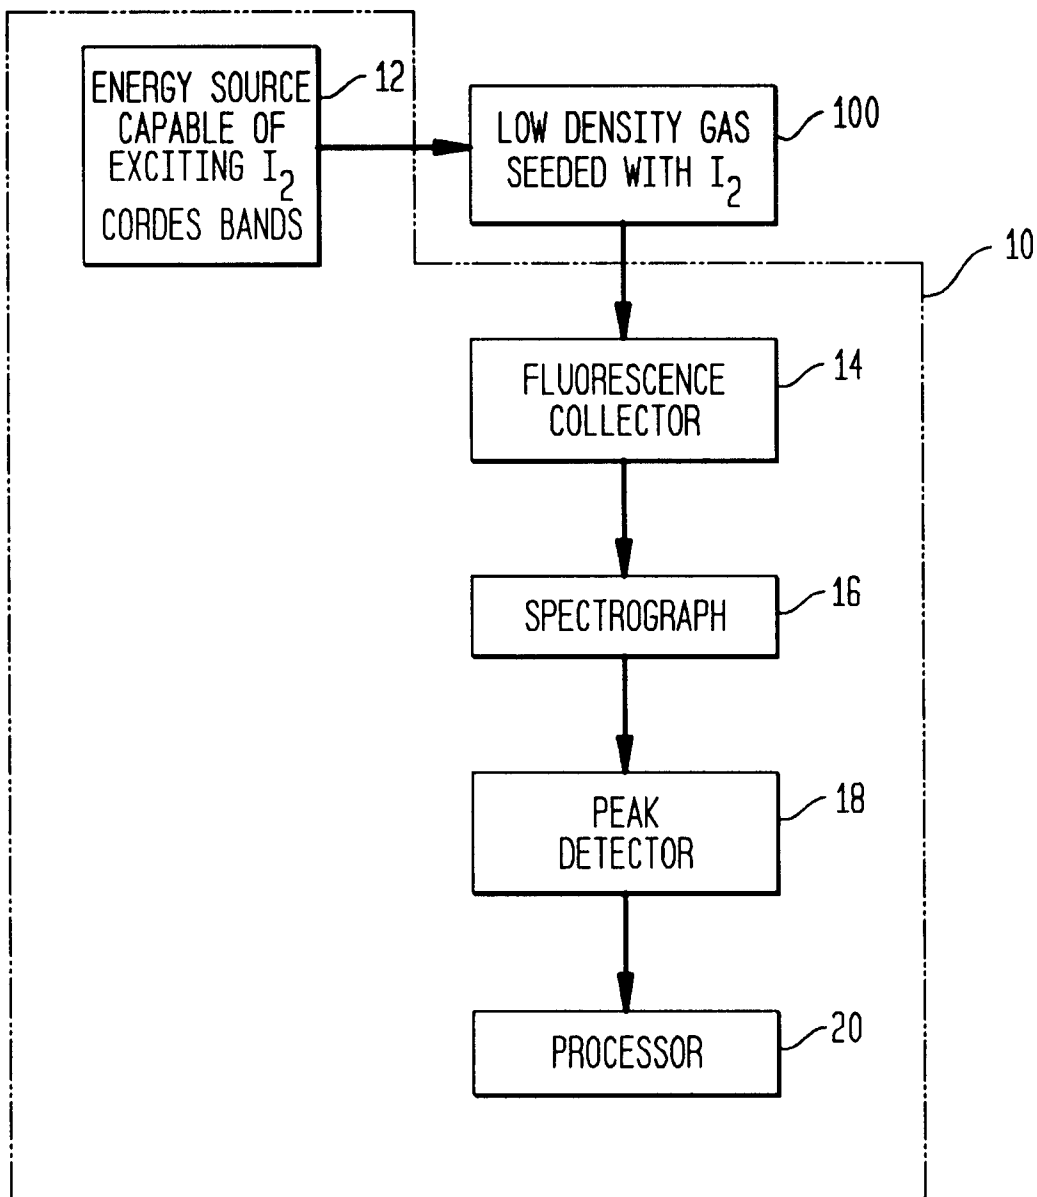 ENERGY SOURCE
CAPABLE OF
EXCITING I2
CORDES BANDS
12
LOW DENSITY GAS
SEEDED WITH I2
100
10
FLUORESCENCE
COLLECTOR
14
SPECTROGRAPH
16
PEAK
DETECTOR
18
PROCESSOR
20